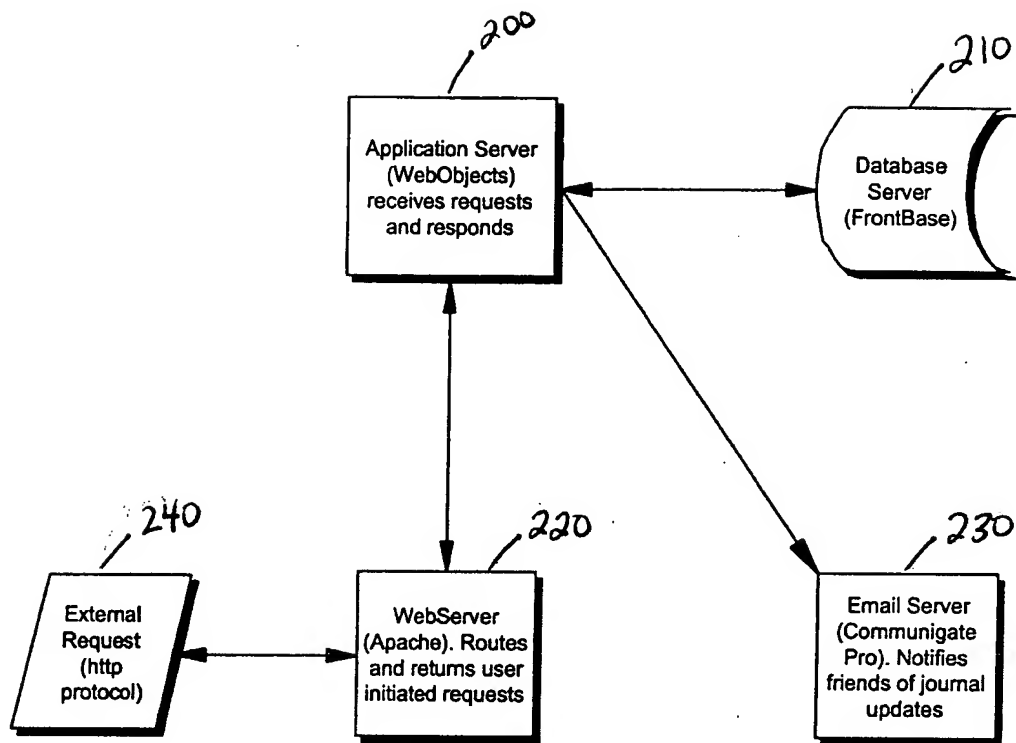 200
Application Server
(WebObjects)
receives requests
and responds
210
Database
Server
(FrontBase)
240
External
Request
(http
protocol)
220
WebServer
(Apache). Routes
and returns user
initiated requests
230
Email Server
(Communigate
Pro). Notifies
friends of journal
updates